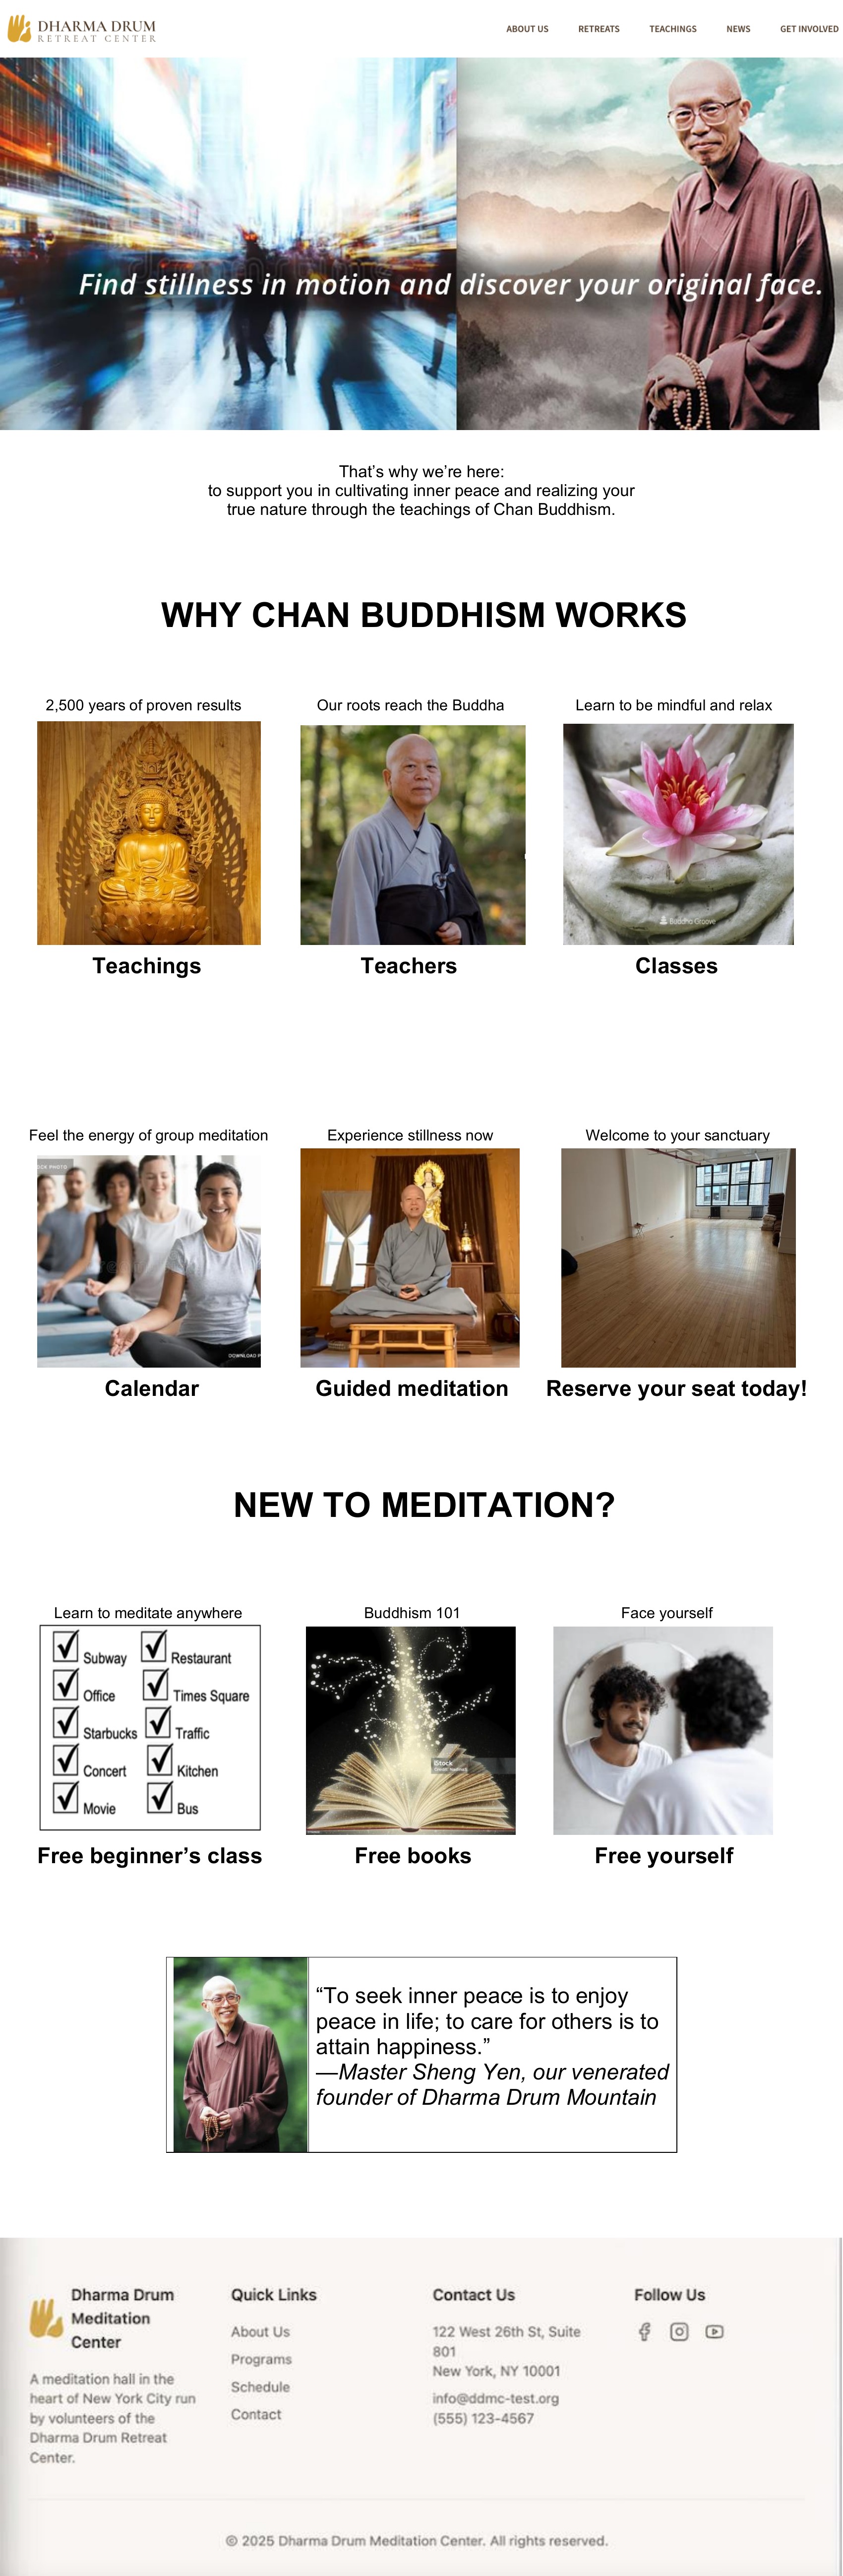 DHARMA DRUM
RETREAT CENTER
ABOUT US RETREATS TEACHINGS NEWS GET INVOLVED
Find stillness in motion and discover your original face.
That’s why we’re here:
to support you in cultivating inner peace and realizing your
true nature through the teachings of Chan Buddhism.
WHY CHAN BUDDHISM WORKS
2,500 years of proven results
Our roots reach the Buddha
Learn to be mindful and relax
Buddha Groove
Teachings
Teachers
Classes
Feel the energy of group meditation
Experience stillness now
Welcome to your sanctuary
OCK PHOTO
DOWNLOAD P
Calendar
Guided meditation
Reserve your seat today!
NEW TO MEDITATION?
Learn to meditate anywhere
Buddhism 101
Face yourself
Subway Restaurant
Office Times Square
Starbucks Traffic
Concert Kitchen
Movie Bus
iStock
Free beginner’s class
Free books
Free yourself
“To seek inner peace is to enjoy
peace in life; to care for others is to
attain happiness.”
—Master Sheng Yen, our venerated
founder of Dharma Drum Mountain
Dharma Drum
Meditation
Center
A meditation hall in the
heart of New York City run
by volunteers of the
Dharma Drum Retreat
Center.
Quick Links
About Us
Programs
Schedule
Contact
Contact Us
122 West 26th St, Suite
801
New York, NY 10001
info@ddmc-test.org
(555) 123-4567
Follow Us
© 2025 Dharma Drum Meditation Center. All rights reserved.